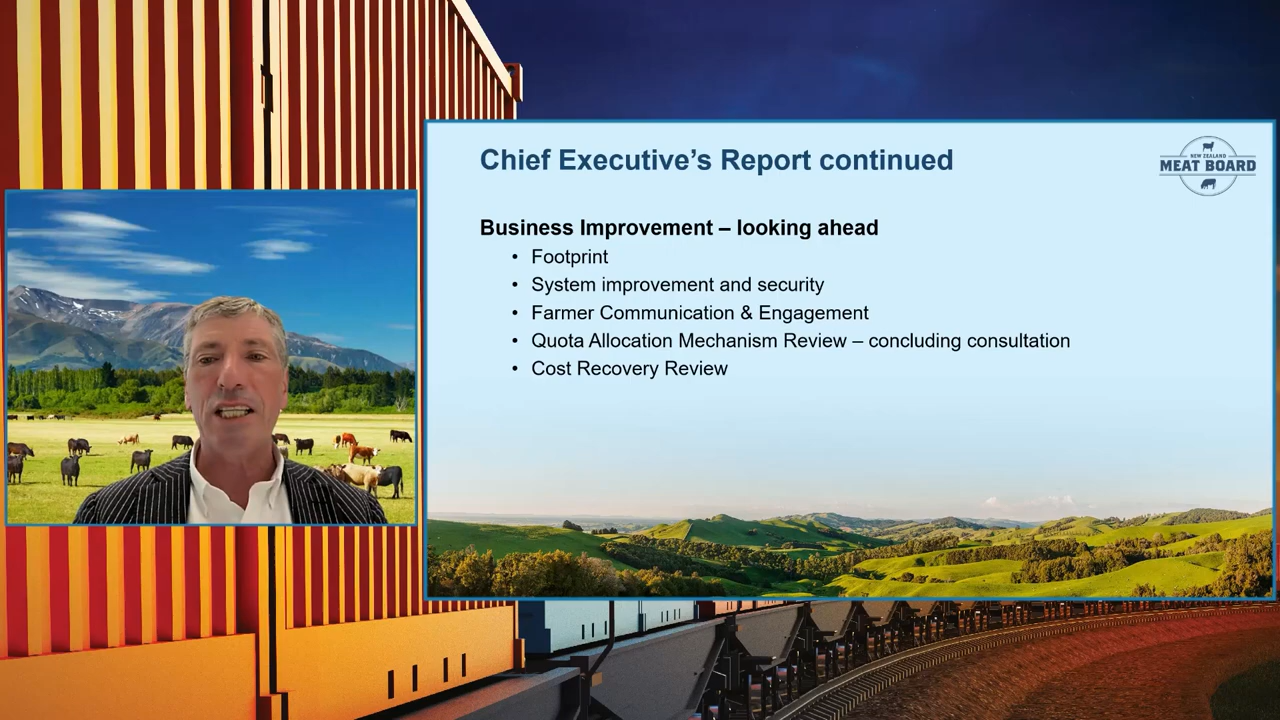 Chief Executive’s Report continued
NEW ZEALAND
MEAT BOARD
Business Improvement – looking ahead
• Footprint
• System improvement and security
• Farmer Communication & Engagement
• Quota Allocation Mechanism Review – concluding consultation
• Cost Recovery Review